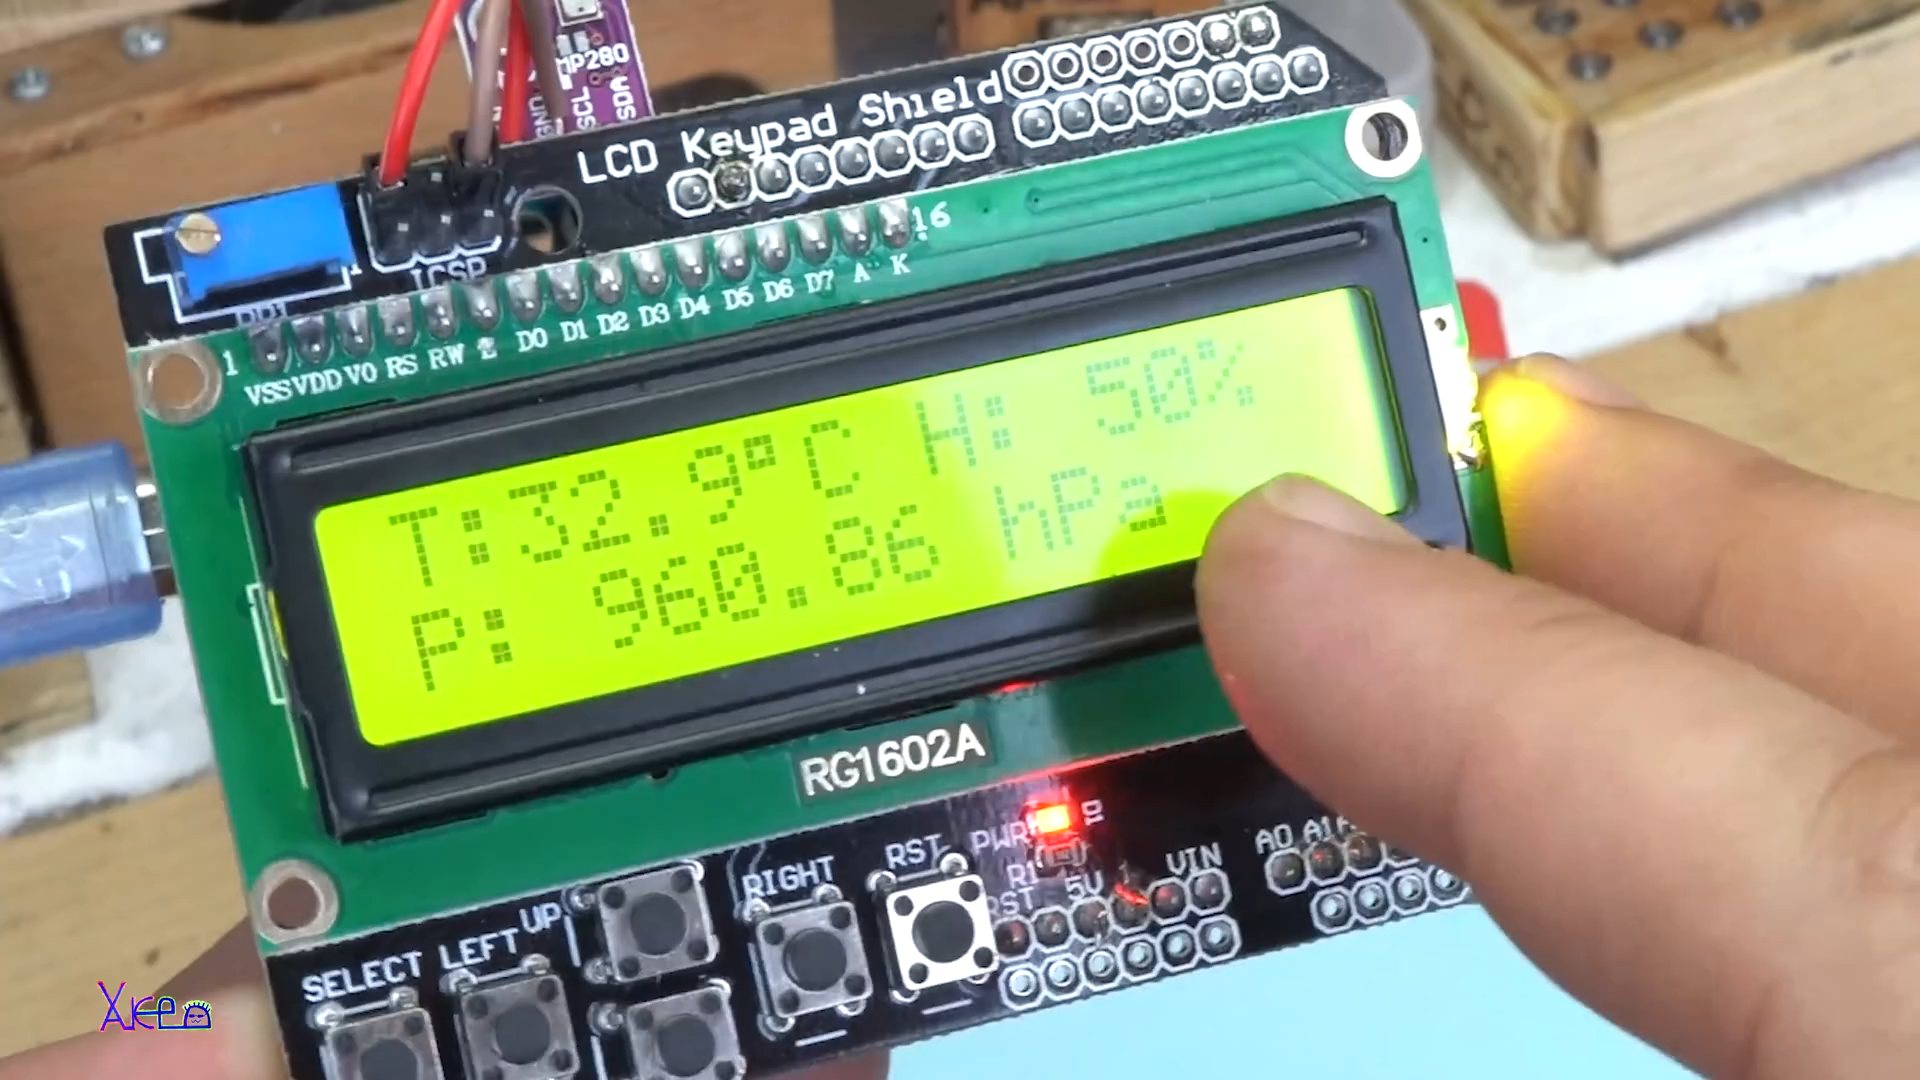 MP280
SCL
SDA
LCD Keypad Shield
ICSP
16
1
VSS VDD V0 RS RW E D0 D1 D2 D3 D4 D5 D6 D7 A K
T:32.9°C H: 50%
P: 960.86 hPa
RG1602A
PWR
R1
RST 5V VIN
A0 A1
SELECT LEFT UP RIGHT RST